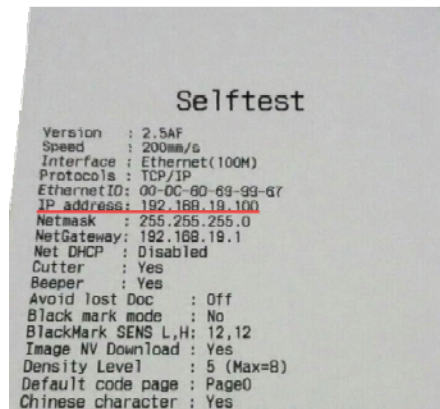 Selftest
Version : 2.5AF
Speed : 200mm/s
Interface : Ethernet(100M)
Protocols : TCP/IP
EthernetID: 00-0C-60-69-99-67
IP address: 192.168.19.100
Netmask : 255.255.255.0
NetGateway: 192.168.19.1
Net DHCP : Disabled
Cutter : Yes
Beeper : Yes
Avoid lost Doc : Off
Black mark mode : No
BlackMark SENS L,H: 12,12
Image NV Download : Yes
Density Level : 5 (Max=8)
Default code page : Page0
Chinese character : Yes